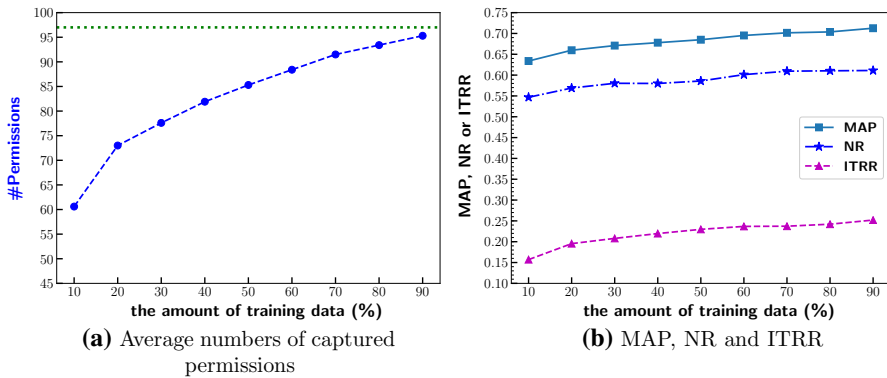 #Permissions
100
95
90
85
80
75
70
65
60
55
50
45
10 20 30 40 50 60 70 80 90
the amount of training data (%)
(a) Average numbers of captured
permissions
MAP, NR or ITRR
0.75
0.70
0.65
0.60
0.55
0.50
0.45
0.40
0.35
0.30
0.25
0.20
0.15
0.10
MAP
NR
ITRR
10 20 30 40 50 60 70 80 90
the amount of training data (%)
(b) MAP, NR and ITRR